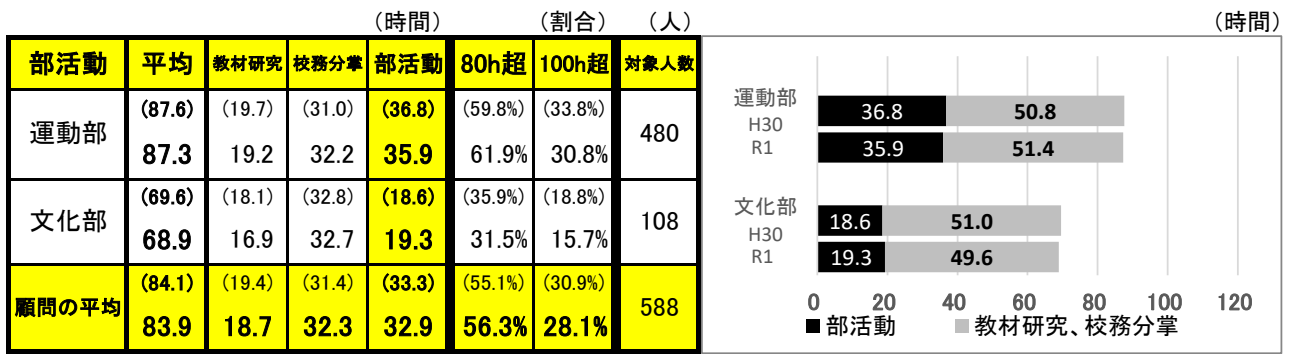 （時間） （割合） （人）
部活動 平均 教材研究 校務分掌 部活動 80h超 100h超 対象人数
運動部 (87.6) (19.7) (31.0) (36.8) (59.8%) (33.8%) 480
87.3 19.2 32.2 35.9 61.9% 30.8%
文化部 (69.6) (18.1) (32.8) (18.6) (35.9%) (18.8%) 108
68.9 16.9 32.7 19.3 31.5% 15.7%
顧問の平均 (84.1) (19.4) (31.4) (33.3) (55.1%) (30.9%) 588
83.9 18.7 32.3 32.9 56.3% 28.1%
（時間）
運動部
H30 36.8 50.8
R1 35.9 51.4
文化部
H30 18.6 51.0
R1 19.3 49.6
0 20 40 60 80 100 120
■部活動 ■教材研究、校務分掌